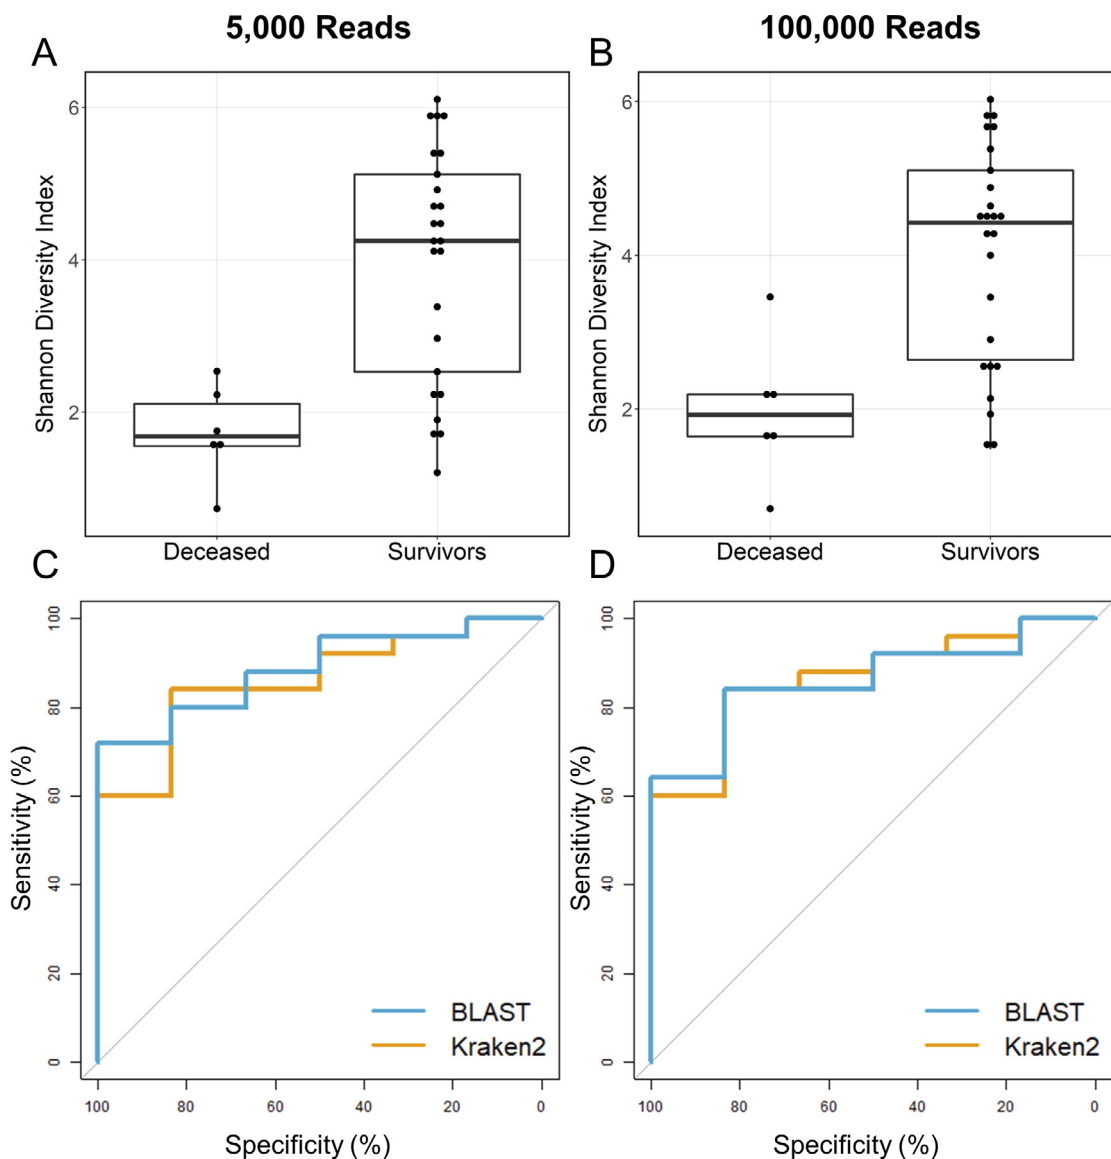 5,000 Reads
100,000 Reads
A
B
Shannon Diversity Index
6
4
2
Deceased
Survivors
Shannon Diversity Index
6
4
2
Deceased
Survivors
C
D
Sensitivity (%)
100
80
60
40
20
0
BLAST
Kraken2
100
80
60
40
20
0
Specificity (%)
Sensitivity (%)
100
80
60
40
20
0
BLAST
Kraken2
100
80
60
40
20
0
Specificity (%)